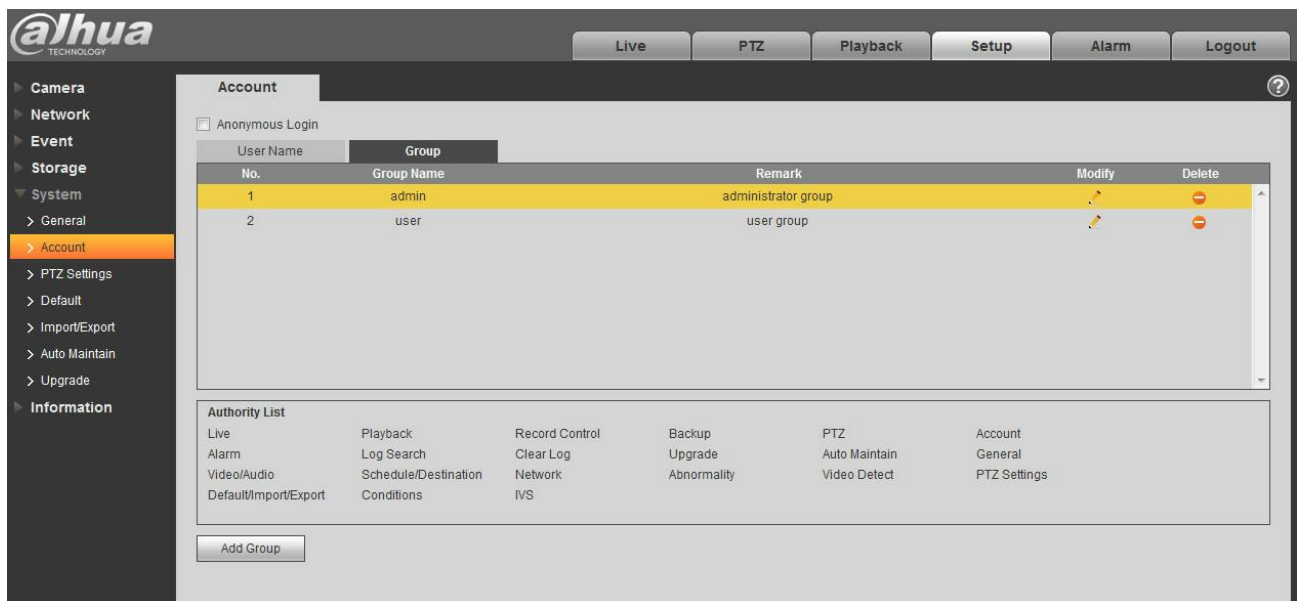 alhua
TECHNOLOGY
Live PTZ Playback Setup Alarm Logout
Camera
Network
Event
Storage
System
General
Account
PTZ Settings
Default
Import/Export
Auto Maintain
Upgrade
Information
Account
?
Anonymous Login
User Name Group
No. Group Name Remark Modify Delete
1 admin administrator group
2 user user group
Authority List
Live Playback Record Control Backup PTZ Account
Alarm Log Search Clear Log Upgrade Auto Maintain General
Video/Audio Schedule/Destination Network Abnormality Video Detect PTZ Settings
Default/Import/Export Conditions IVS
Add Group